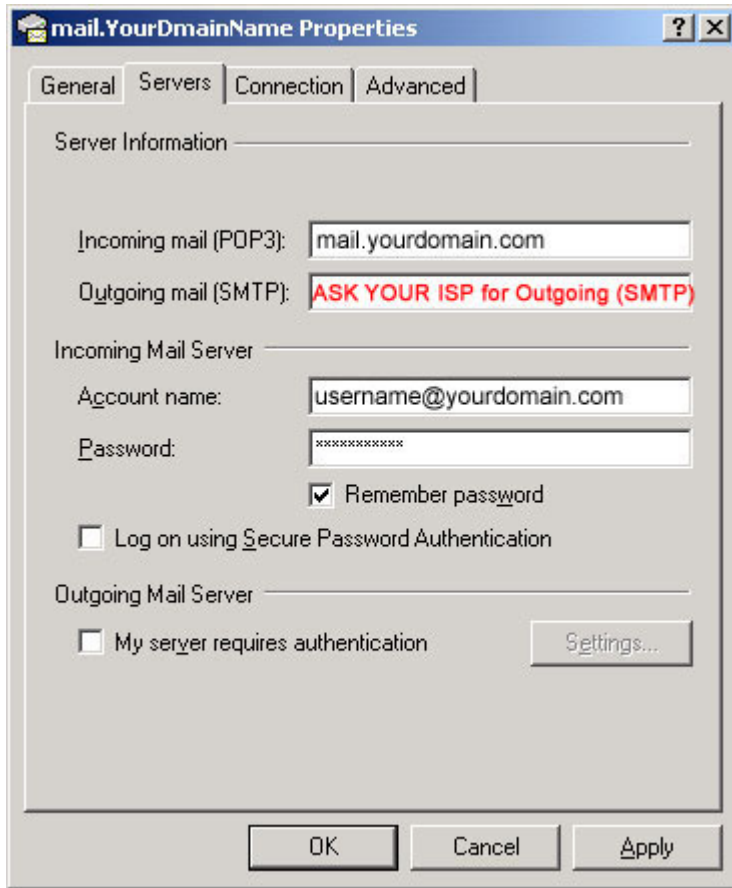 mail.YourDmainName Properties
General Servers Connection Advanced
Server Information
Incoming mail (POP3): mail.yourdomain.com
Outgoing mail (SMTP): ASK YOUR ISP for Outgoing (SMTP)
Incoming Mail Server
Account name: username@yourdomain.com
Password: ***********
Remember password
Log on using Secure Password Authentication
Outgoing Mail Server
My server requires authentication Settings...
OK Cancel Apply